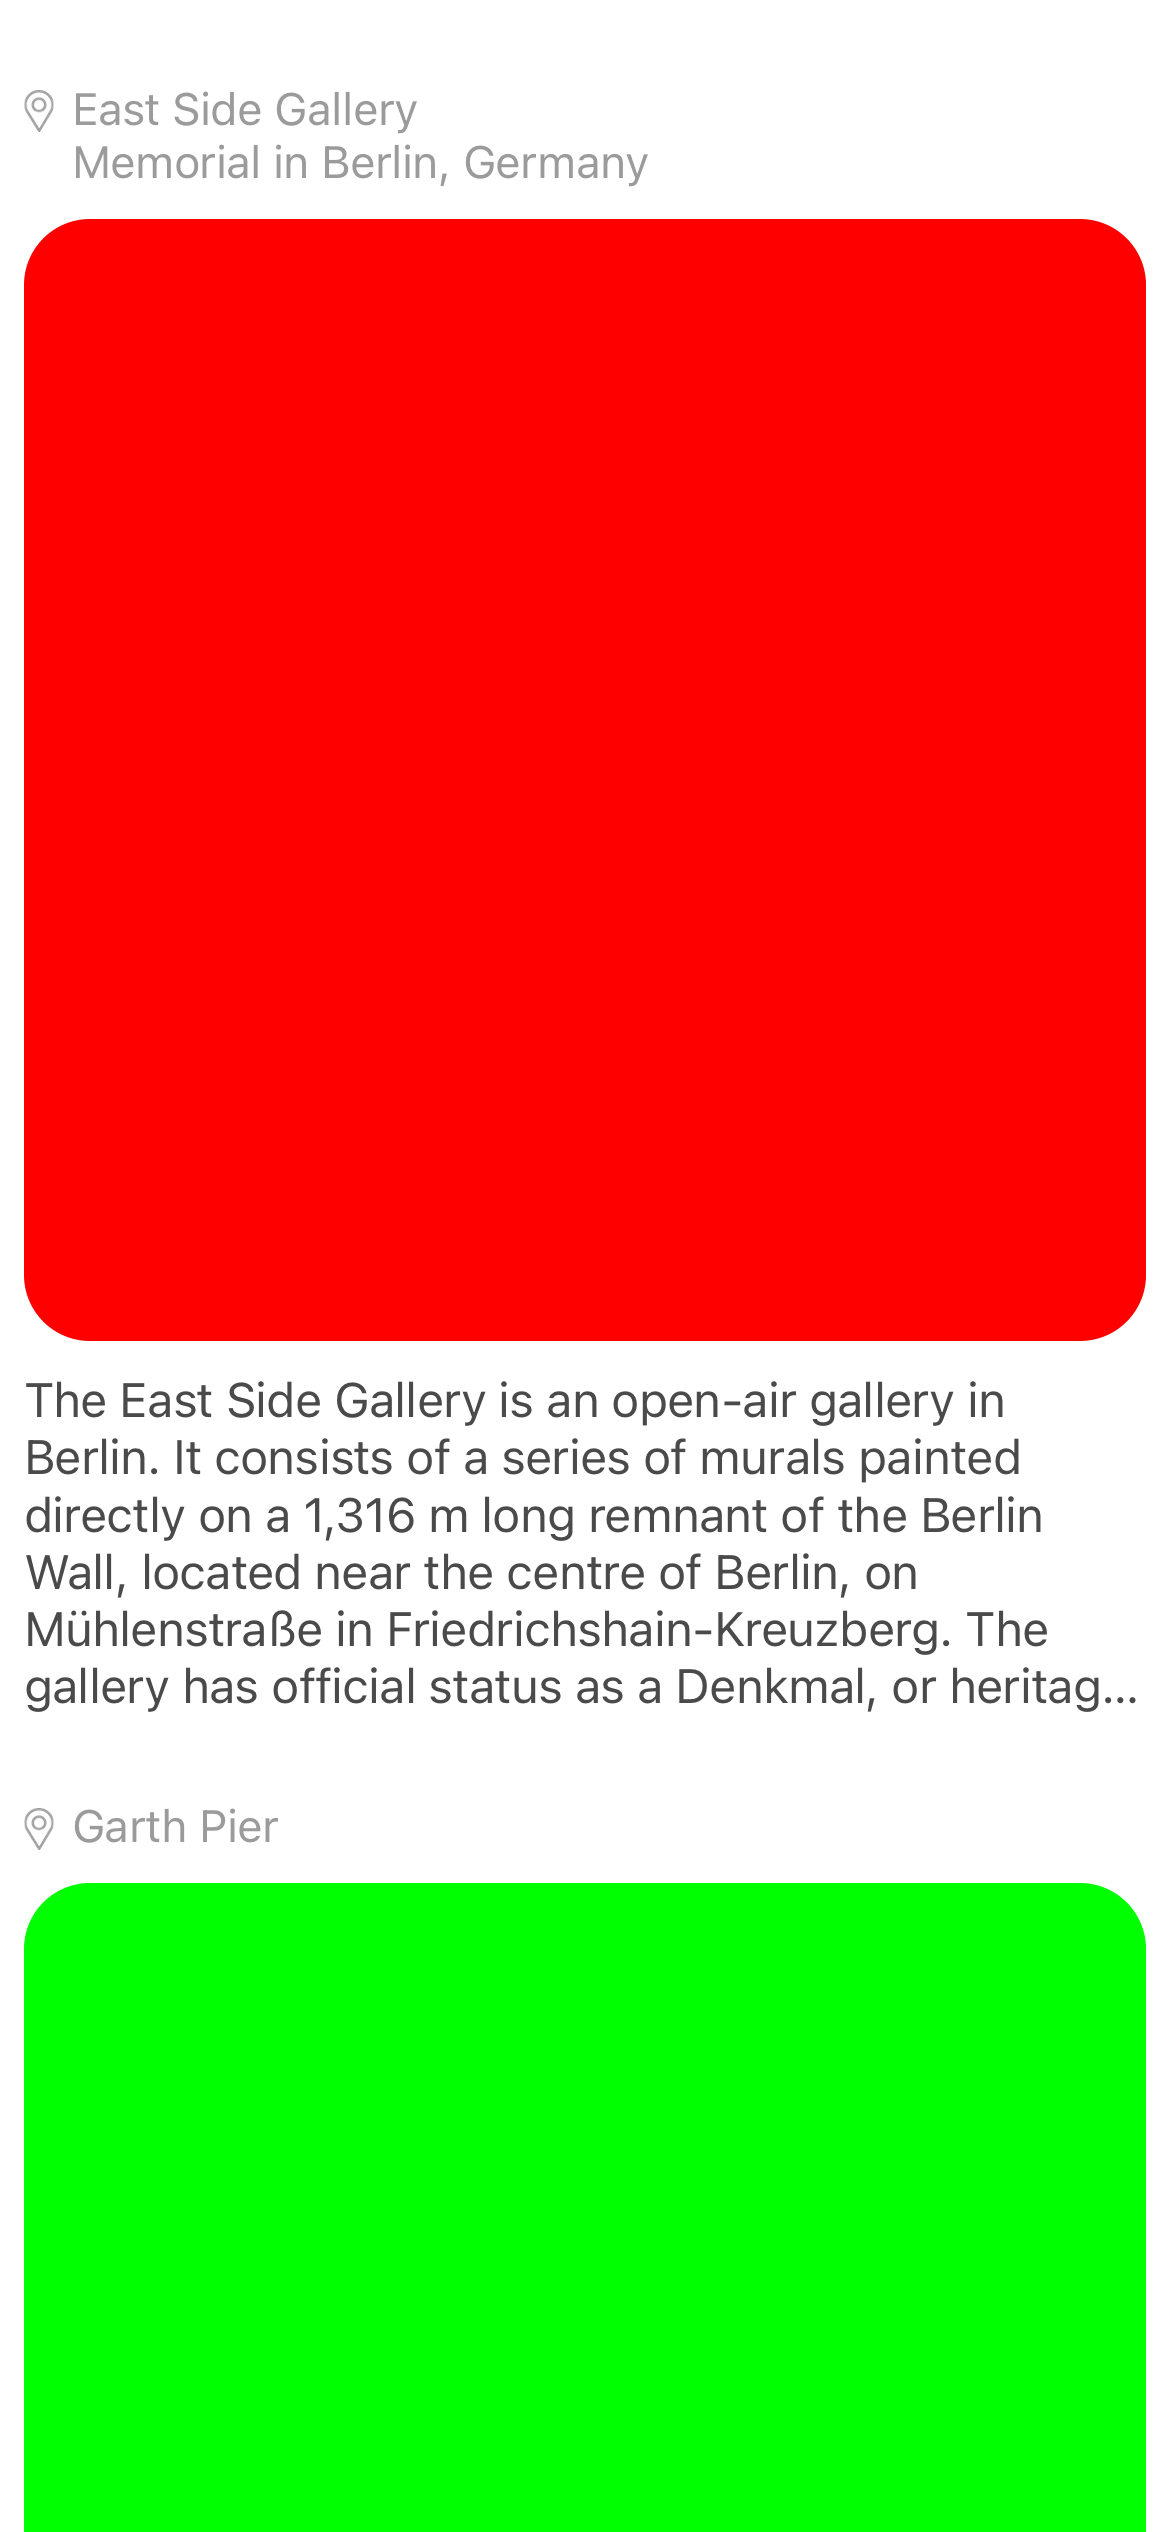 East Side Gallery
Memorial in Berlin, Germany
The East Side Gallery is an open-air gallery in
Berlin. It consists of a series of murals painted
directly on a 1,316 m long remnant of the Berlin
Wall, located near the centre of Berlin, on
Mühlenstraße in Friedrichshain-Kreuzberg. The
gallery has official status as a Denkmal, or heritag...
Garth Pier